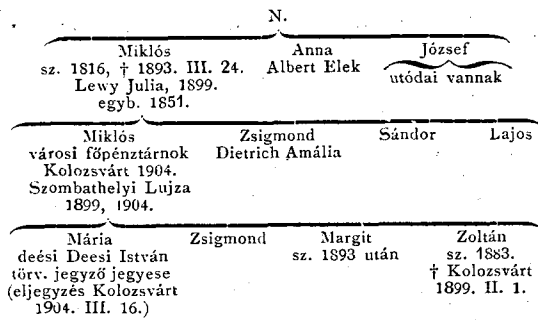 N.
Miklós Anna József
sz. 1816, † 1893. III. 24. Albert Elek utódai vannak
Lewy Julia, 1899.
egyb. 1851.
Miklós Zsigmond Sándor Lajos
városi főpénztárnok Dietrich Amália
Kolozsvárt 1904.
Szombathelyi Lujza
1899, 1904.
Mária Zsigmond Margit Zoltán
deési Deesi István sz. 1893 után sz. 1883.
törv. jegyző jegyese † Kolozsvárt
(eljegyzés Kolozsvárt 1899. II. 1.
1904. III. 16.)